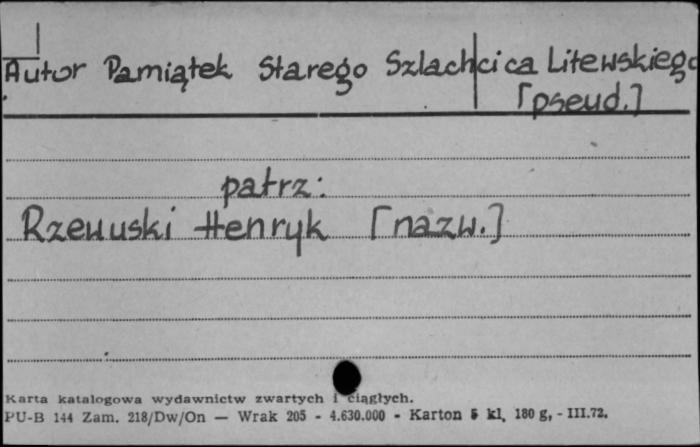 Autor Pamiątek Starego Szlachcica Litewskiego
[pseud.]
patrz:
Rzewuski Henryk [nazw.]
Karta katalogowa wydawnictw zwartych i ciągłych.
PU-B 144 Zam. 218/Dw/On — Wrak 205 - 4.630.000 - Karton 5 kl, 180 g, - III.72.